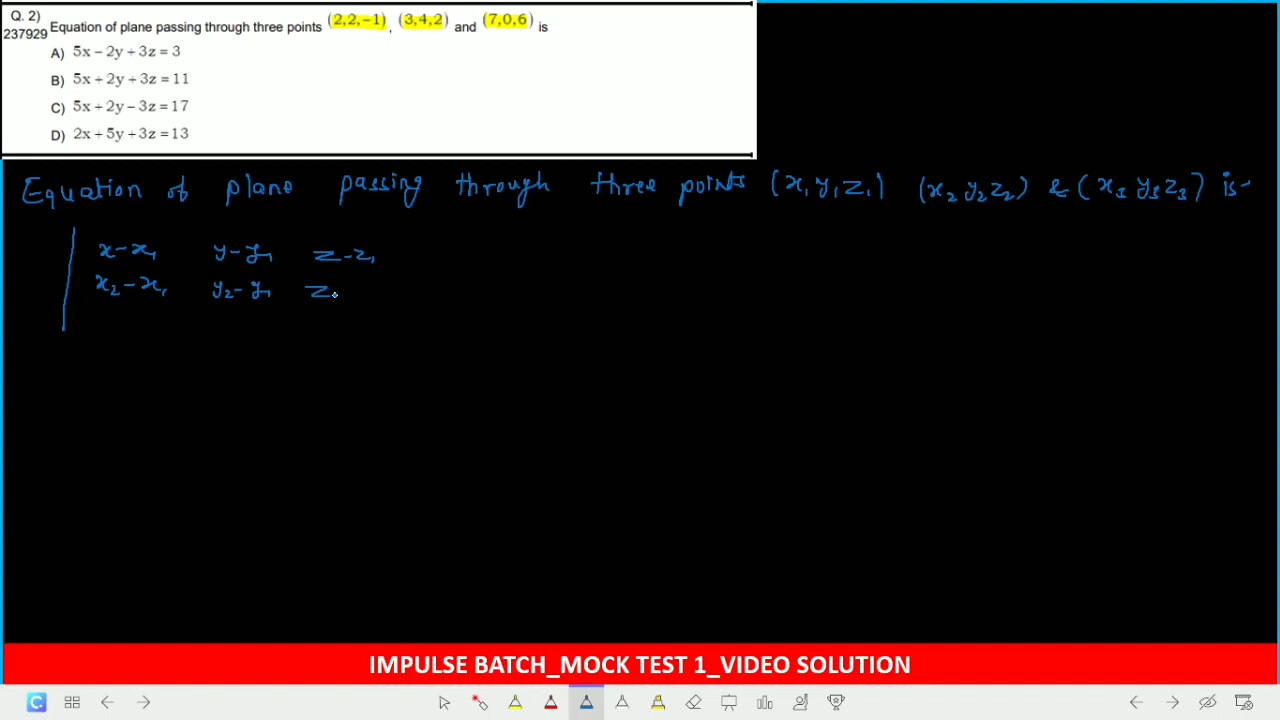 Q. 2)
237929 Equation of plane passing through three points (2,2,−1), (3,4,2) and (7,0,6) is
A) 5x − 2y + 3z = 3
B) 5x + 2y + 3z = 11
C) 5x + 2y − 3z = 17
D) 2x + 5y + 3z = 13
Equation of plane passing through three points (x₁ y₁ z₁) (x₂ y₂ z₂) & (x₃ y₃ z₃) is-
x-x₁ y-y₁ z-z₁
x₂-x₁ y₂-y₁ z
IMPULSE BATCH_MOCK TEST 1_VIDEO SOLUTION